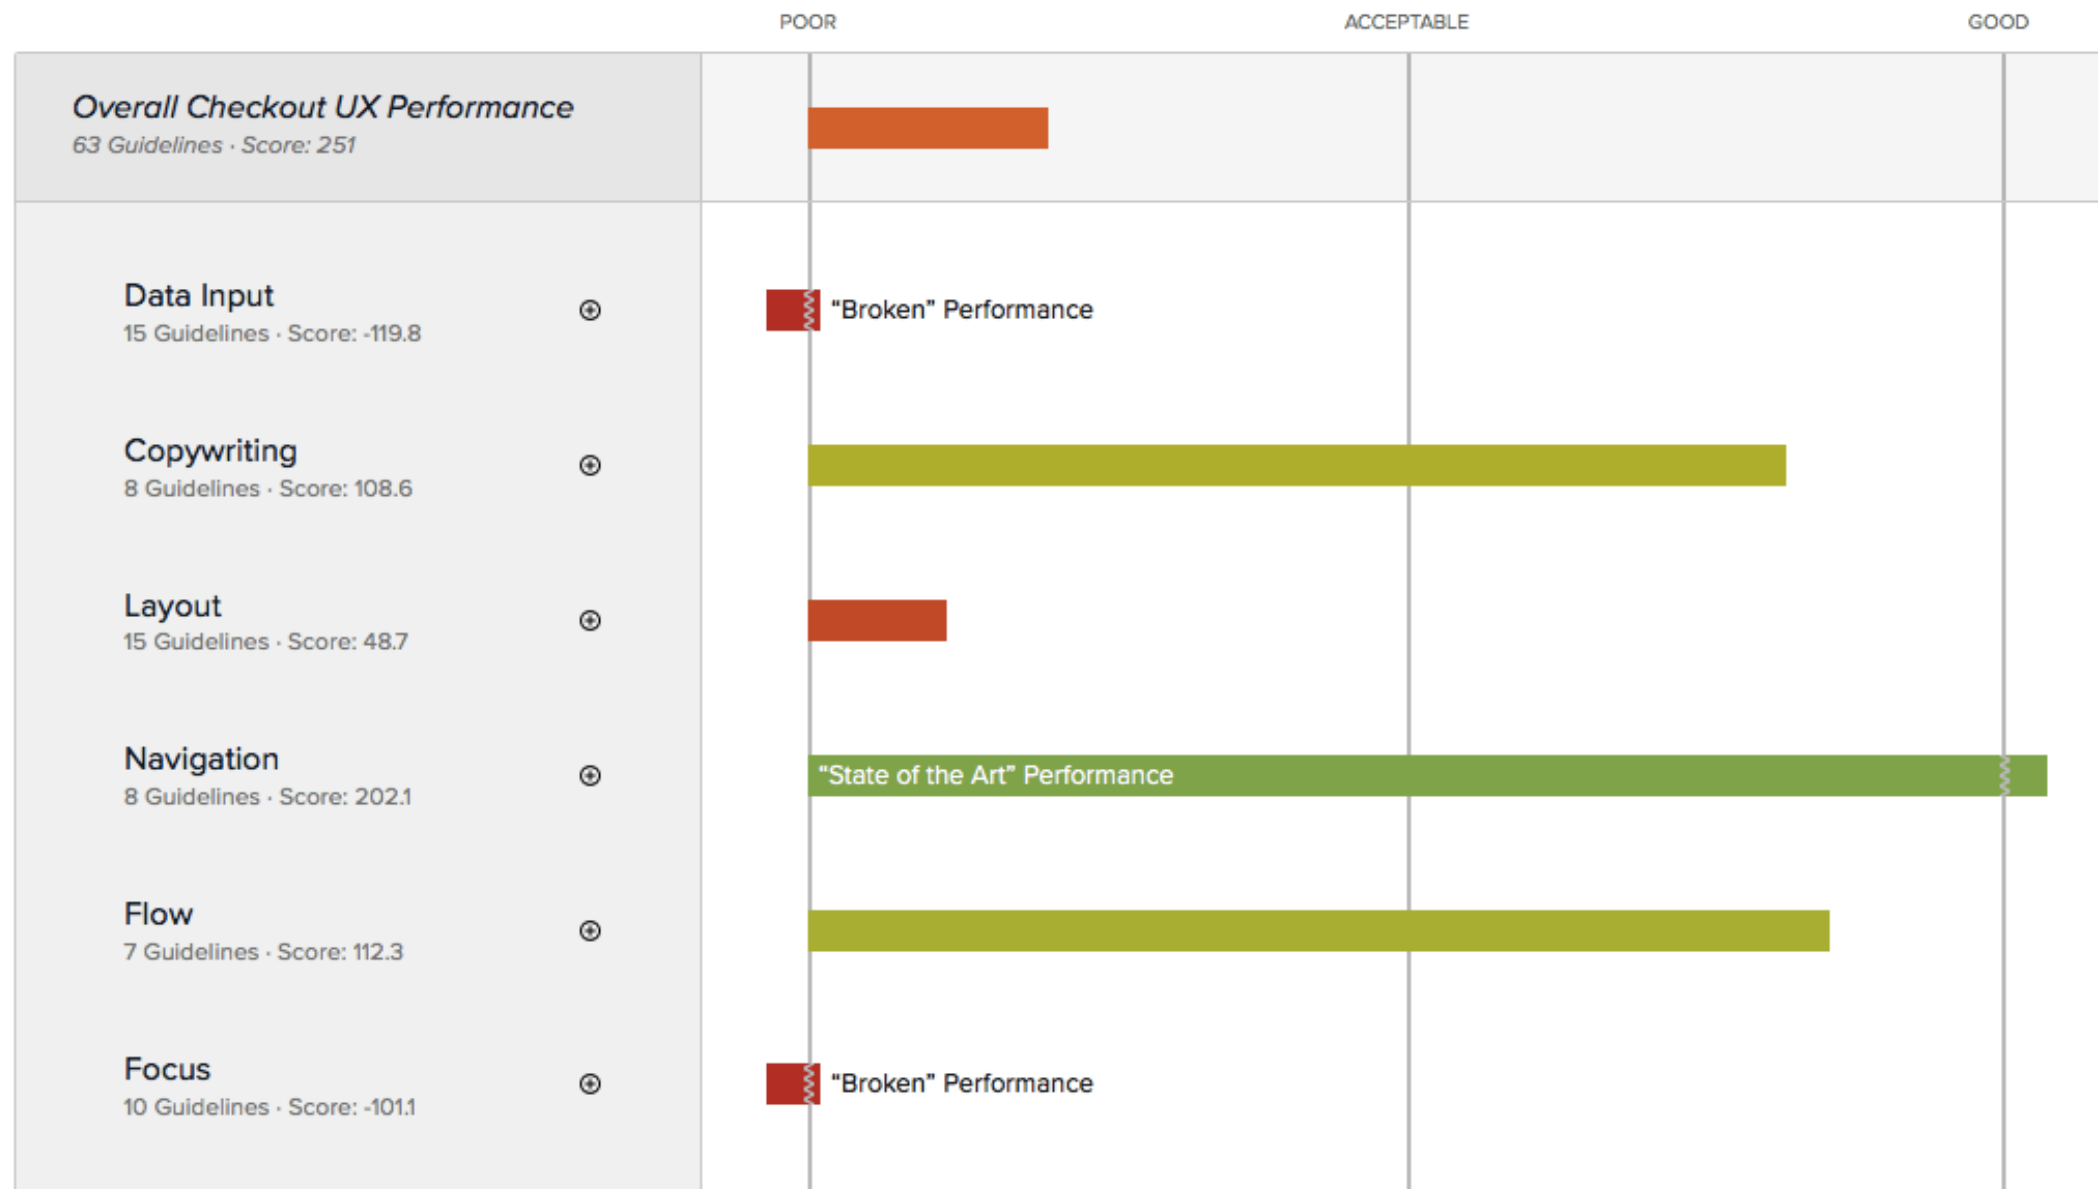 POOR ACCEPTABLE GOOD
Overall Checkout UX Performance
63 Guidelines · Score: 251
Data Input
15 Guidelines · Score: -119.8
“Broken” Performance
Copywriting
8 Guidelines · Score: 108.6
Layout
15 Guidelines · Score: 48.7
Navigation
8 Guidelines · Score: 202.1
“State of the Art” Performance
Flow
7 Guidelines · Score: 112.3
Focus
10 Guidelines · Score: -101.1
“Broken” Performance